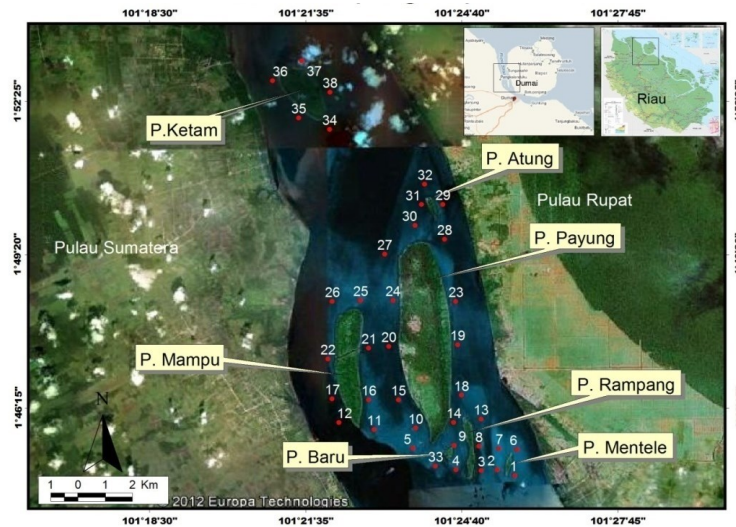 101°18'30" 101°21'35" 101°24'40" 101°27'45"
1°52'25"
1°49'20"
1°46'15"
36 37 38
35 34
P.Ketam
Dumai
Riau
P. Atung
32
31 29
30 28
27
Pulau Rupat
Pulau Sumatera
P. Payung
26 25 24 23
22 21 20 19
P. Mampu
17 16 15 18
12 11 10 14 13
P. Rampang
P. Baru
5 9 8 7 6
33 4 3 2 1
P. Mentele
N
1 0 1 2 Km
2012 Europa Technologies
101°18'30" 101°21'35" 101°24'40" 101°27'45"